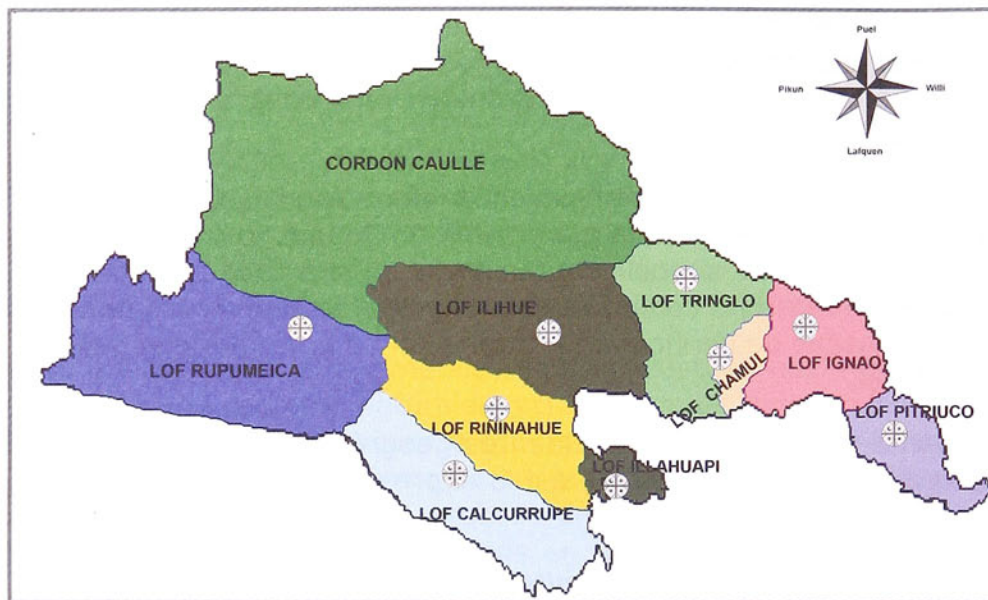 Puel
Pikun
Willi
Lafquen
CORDON CAULLE
LOF TRINGLO
LOF ILIHUE
LOF IGNAO
LOF RUPUMEICA
LOF CHAMUL
LOF PITRIUCO
LOF RININAHUE
LOF ILLAHUAPI
LOF CALCURRUPE